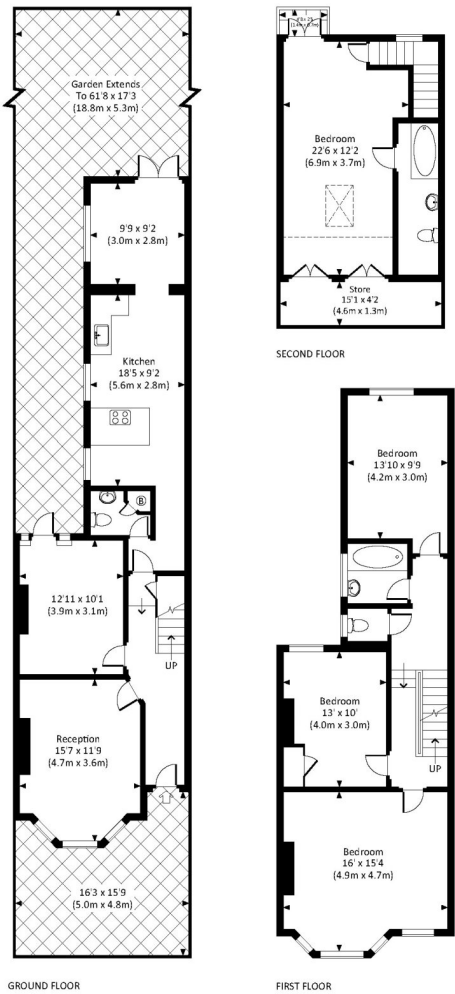 Garden Extends
To 61'8 x 17'3
(18.8m x 5.3m)
9'9 x 9'2
(3.0m x 2.8m)
Kitchen
18'5 x 9'2
(5.6m x 2.8m)
B
12'11 x 10'1
(3.9m x 3.1m)
UP
Reception
15'7 x 11'9
(4.7m x 3.6m)
16'3 x 15'9
(5.0m x 4.8m)
GROUND FLOOR
Bedroom
22'6 x 12'2
(6.9m x 3.7m)
Store
15'1 x 4'2
(4.6m x 1.3m)
SECOND FLOOR
Bedroom
13'10 x 9'9
(4.2m x 3.0m)
Bedroom
13' x 10'
(4.0m x 3.0m)
UP
Bedroom
16' x 15'4
(4.9m x 4.7m)
FIRST FLOOR